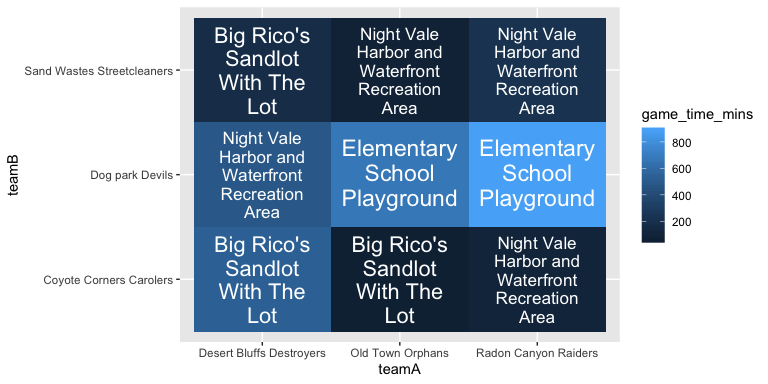 Sand Wastes Streetcleaners
Big Rico's
Sandlot
With The
Lot
Night Vale
Harbor and
Waterfront
Recreation
Area
Night Vale
Harbor and
Waterfront
Recreation
Area
teamB
Dog park Devils
Night Vale
Harbor and
Waterfront
Recreation
Area
Elementary
School
Playground
Elementary
School
Playground
Coyote Corners Carolers
Big Rico's
Sandlot
With The
Lot
Big Rico's
Sandlot
With The
Lot
Night Vale
Harbor and
Waterfront
Recreation
Area
Desert Bluffs Destroyers
Old Town Orphans
Radon Canyon Raiders
teamA
game_time_mins
800
600
400
200